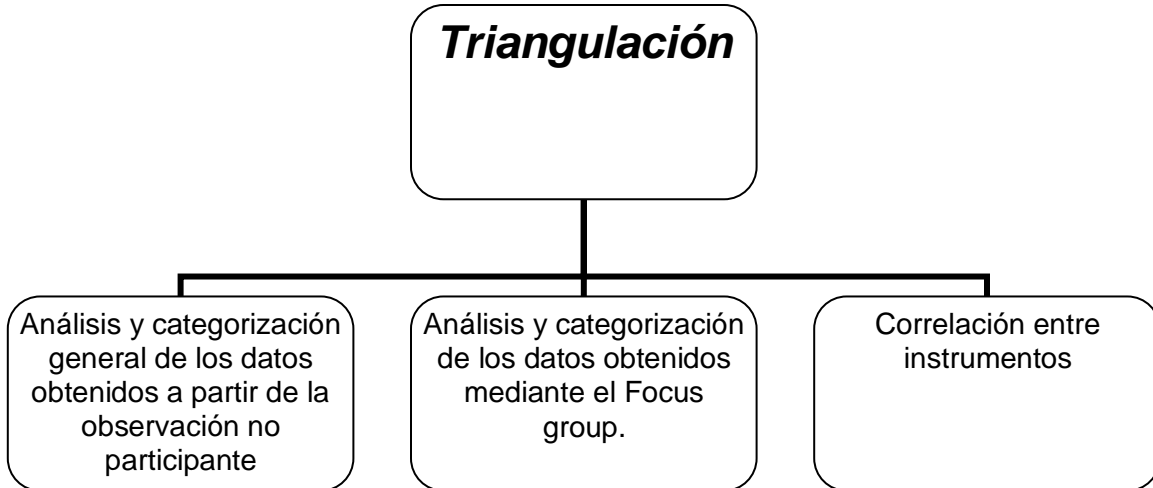 Triangulación
Análisis y categorización
general de los datos
obtenidos a partir de la
observación no
participante
Análisis y categorización
de los datos obtenidos
mediante el Focus
group.
Correlación entre
instrumentos